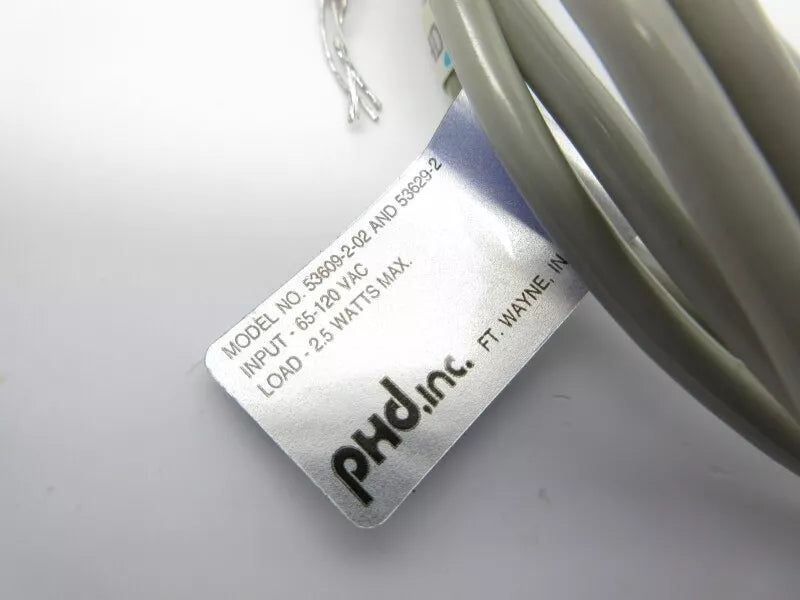 MODEL NO. 53609-2-02 AND 53629-2
INPUT - 65-120 VAC
LOAD - 2.5 WATTS MAX.
PHd, inc. FT. WAYNE, IN